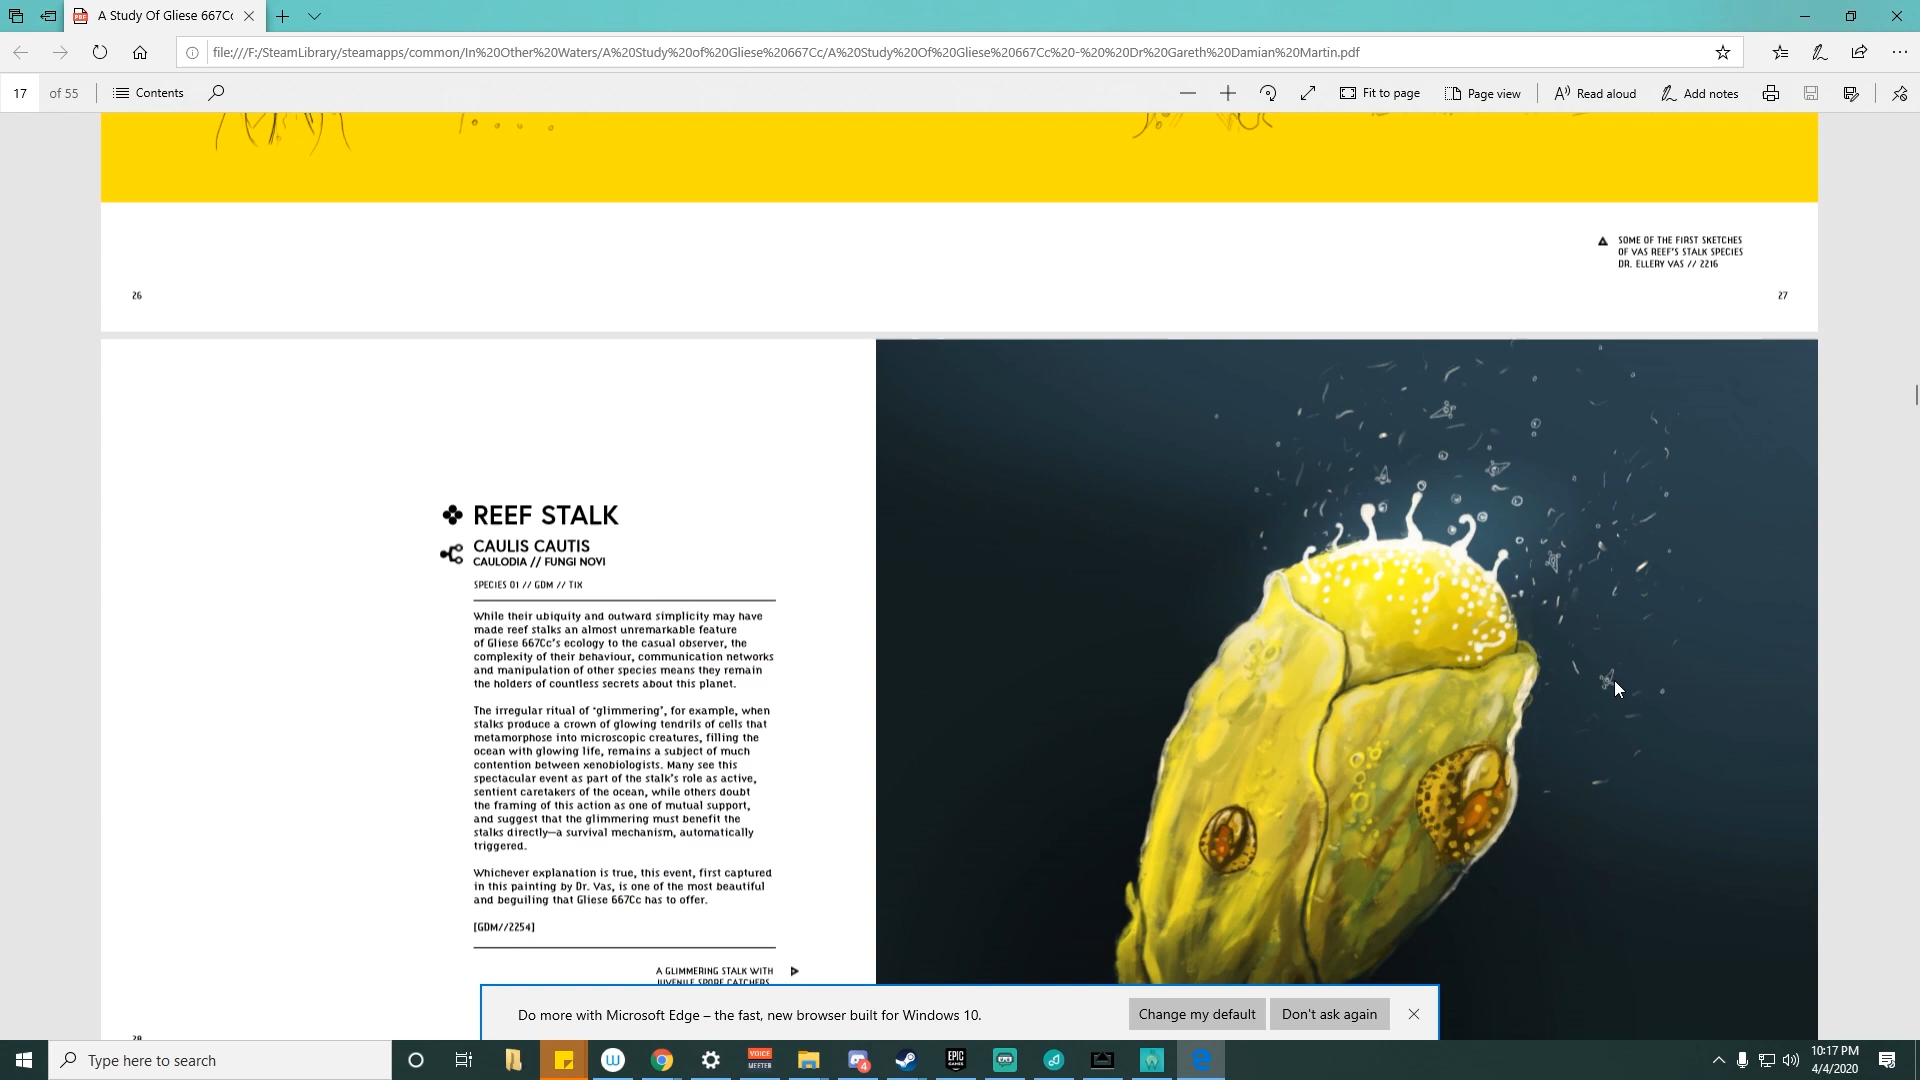 A Study Of Gliese 667Cc
file:///F:/SteamLibrary/steamapps/common/In%20Other%20Waters/A%20Study%20of%20Gliese%20667Cc/A%20Study%20Of%20Gliese%20667Cc%20-%20%20Dr%20Gareth%20Damian%20Martin.pdf
17 of 55 Contents Fit to page Page view Read aloud Add notes
SOME OF THE FIRST SKETCHES
OF VAS REEF'S STALK SPECIES
DR. ELLERY VAS // 2216
26
27
REEF STALK
CAULIS CAUTIS
CAULODIA // FUNGI NOVI
SPECIES 01 // GDM // TIX
While their ubiquity and outward simplicity may have
made reef stalks an almost unremarkable feature
of Gliese 667Cc's ecology to the casual observer, the
complexity of their behaviour, communication networks
and manipulation of other species means they remain
the holders of countless secrets about this planet.
The irregular ritual of 'glimmering', for example, when
stalks produce a crown of glowing tendrils of cells that
metamorphose into microscopic creatures, filling the
ocean with glowing life, remains a subject of much
contention between xenobiologists. Many see this
spectacular event as part of the stalk's role as active,
sentient caretakers of the ocean, while others doubt
the framing of this action as one of mutual support,
and suggest that the glimmering must benefit the
stalks directly—a survival mechanism, automatically
triggered.
Whichever explanation is true, this event, first captured
in this painting by Dr. Vas, is one of the most beautiful
and beguiling that Gliese 667Cc has to offer.
[GDM//2254]
A GLIMMERING STALK WITH
JUVENILE SPORE CATCHERS.
28
Do more with Microsoft Edge – the fast, new browser built for Windows 10.
Change my default
Don't ask again
Type here to search
VOICE
MEETER
4
EPIC
GAMES
10:17 PM
4/4/2020